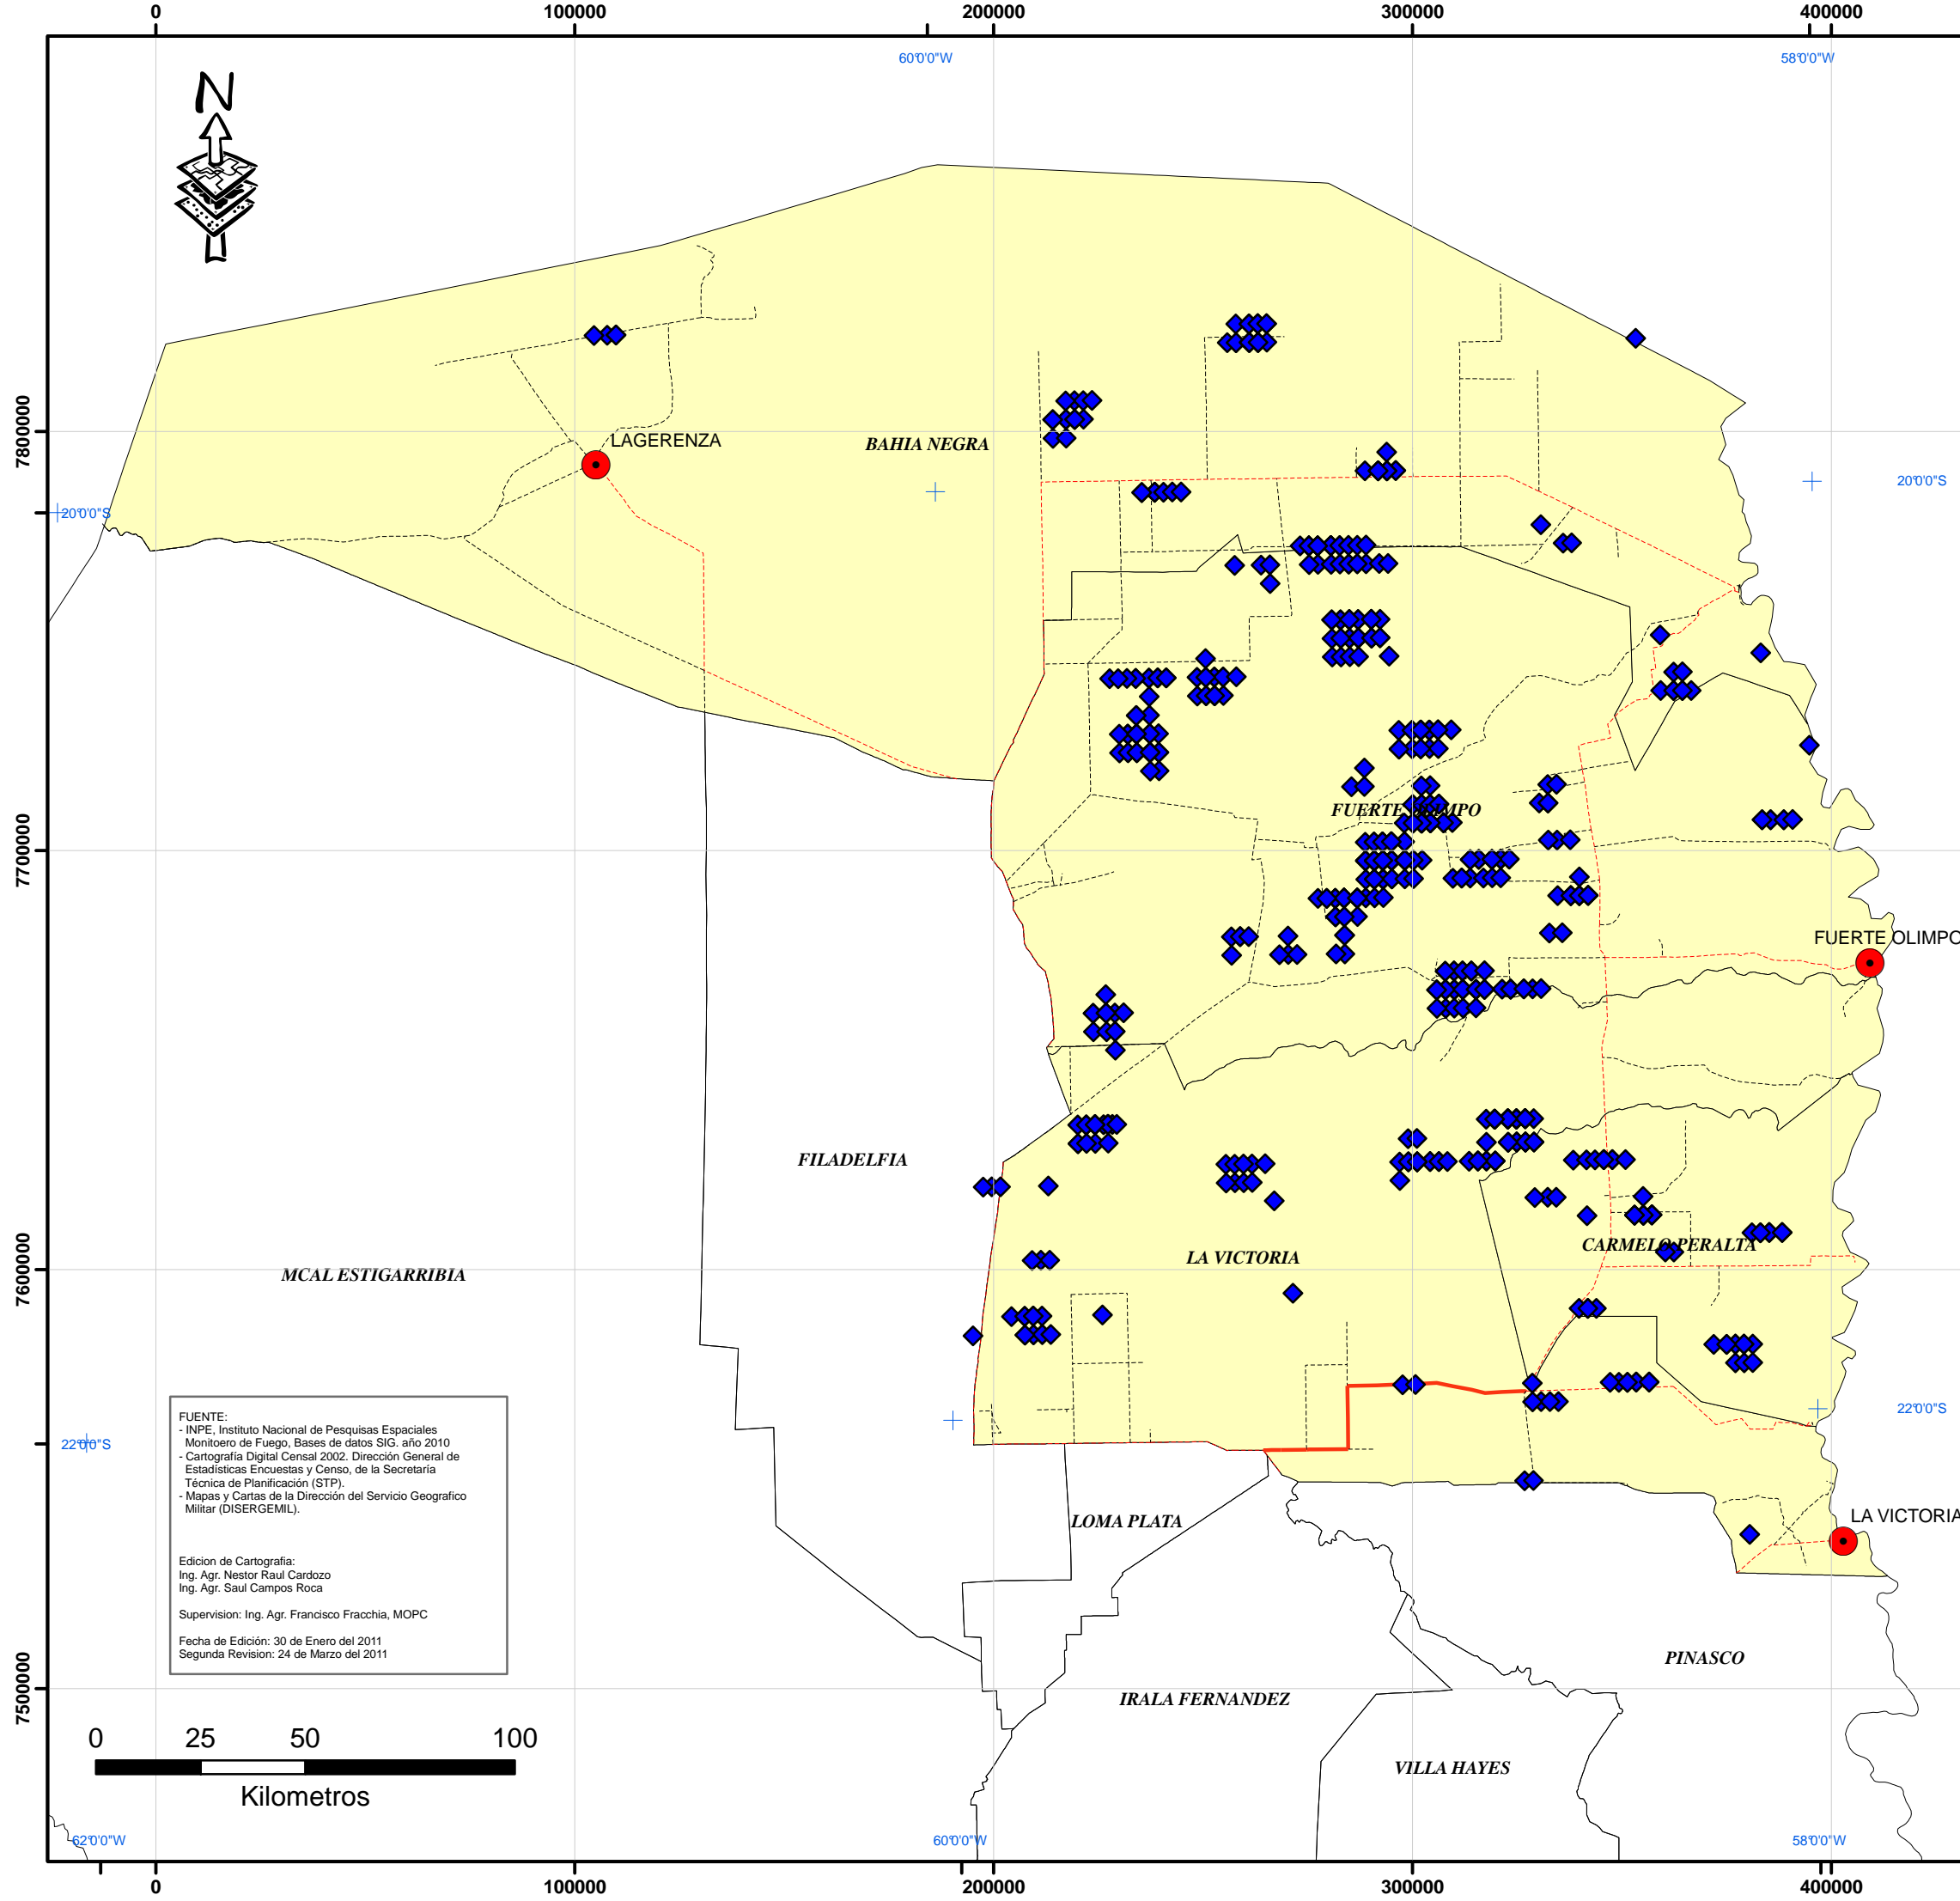 0 100000 200000 300000 400000
60°0'0"W 58°0'0"W
N
7800000
LAGERENZA
BAHIA NEGRA
20°0'0"S 20°0'0"S
7700000
FUERTE OLIMPO
FUERTE OLIMPO
FILADELFIA
7600000
MCAL ESTIGARRIBIA
LA VICTORIA
CARMELO PERALTA
22°0'0"S 22°0'0"S
FUENTE:
- INPE, Instituto Nacional de Pesquisas Espaciales
Monitoero de Fuego, Bases de datos SIG. año 2010
- Cartografía Digital Censal 2002. Dirección General de
Estadísticas Encuestas y Censo, de la Secretaría
Técnica de Planificación (STP).
- Mapas y Cartas de la Dirección del Servicio Geografico
Militar (DISERGEMIL).
Edicion de Cartografia:
Ing. Agr. Nestor Raul Cardozo
Ing. Agr. Saul Campos Roca
Supervision: Ing. Agr. Francisco Fracchia, MOPC
Fecha de Edición: 30 de Enero del 2011
Segunda Revision: 24 de Marzo del 2011
LOMA PLATA
LA VICTORIA
PINASCO
7500000
IRALA FERNANDEZ
VILLA HAYES
0 25 50 100
Kilometros
62°0'0"W 60°0'0"W 58°0'0"W
0 100000 200000 300000 400000